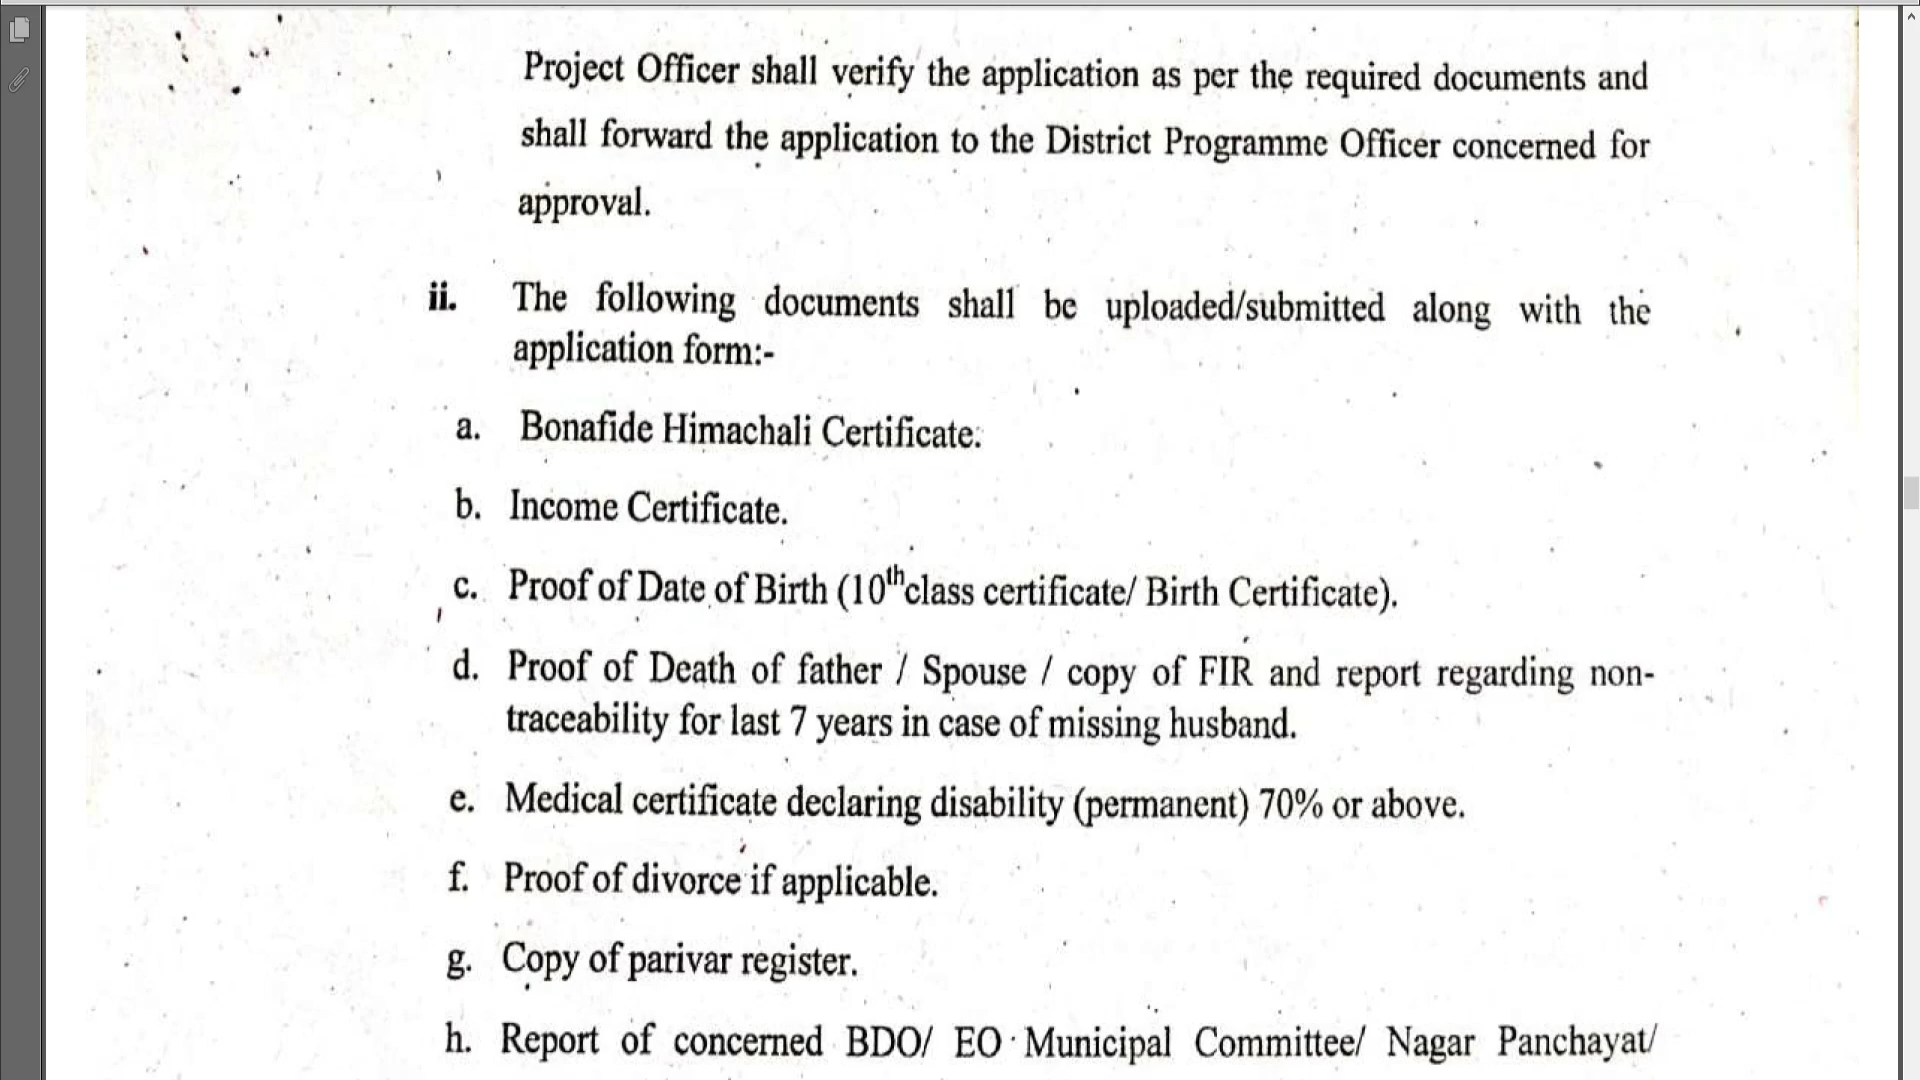 Project Officer shall verify the application as per the required documents and
shall forward the application to the District Programme Officer concerned for
approval.
ii. The following documents shall be uploaded/submitted along with the
application form:-
a. Bonafide Himachali Certificate.
b. Income Certificate.
c. Proof of Date of Birth (10th class certificate/ Birth Certificate).
d. Proof of Death of father / Spouse / copy of FIR and report regarding non-
traceability for last 7 years in case of missing husband.
e. Medical certificate declaring disability (permanent) 70% or above.
f. Proof of divorce if applicable.
g. Copy of parivar register.
h. Report of concerned BDO/ EO Municipal Committee/ Nagar Panchayat/